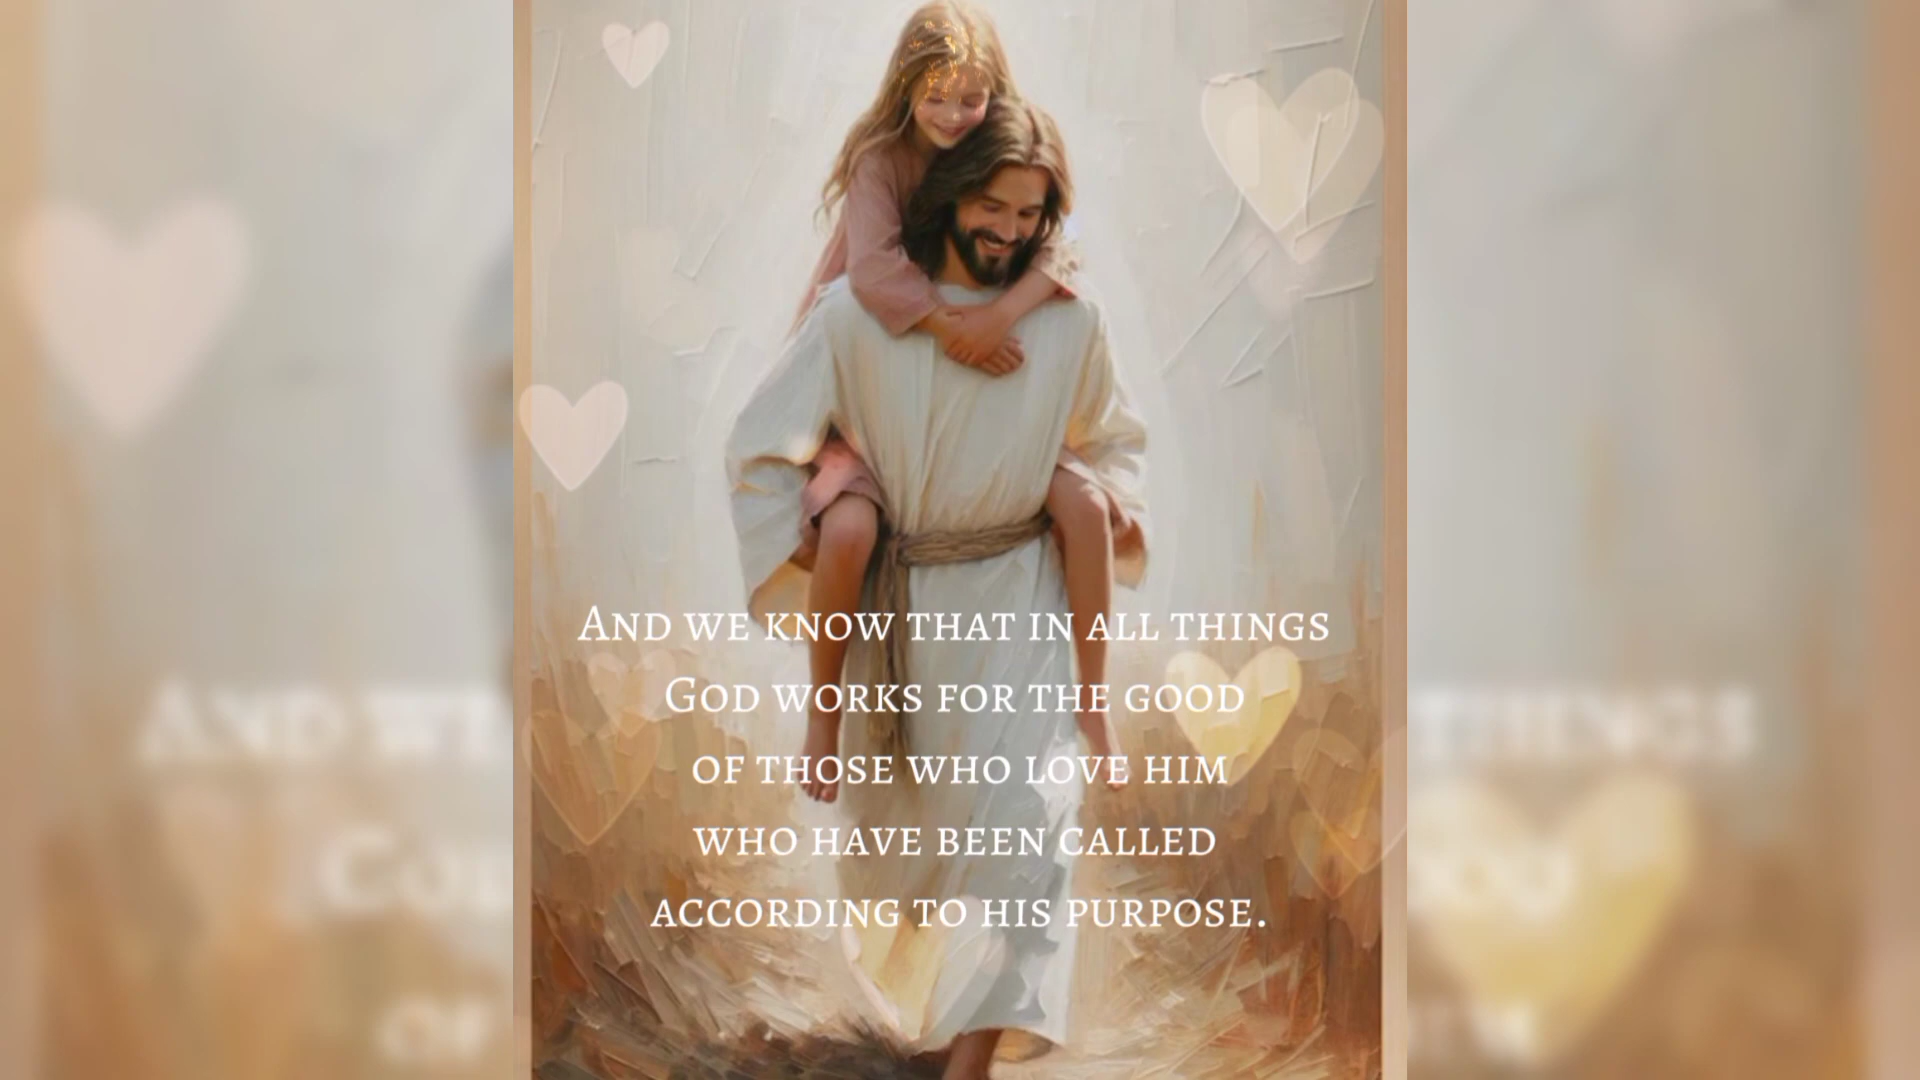 And we know that in all things
God works for the good
of those who love him
who have been called
according to his purpose.